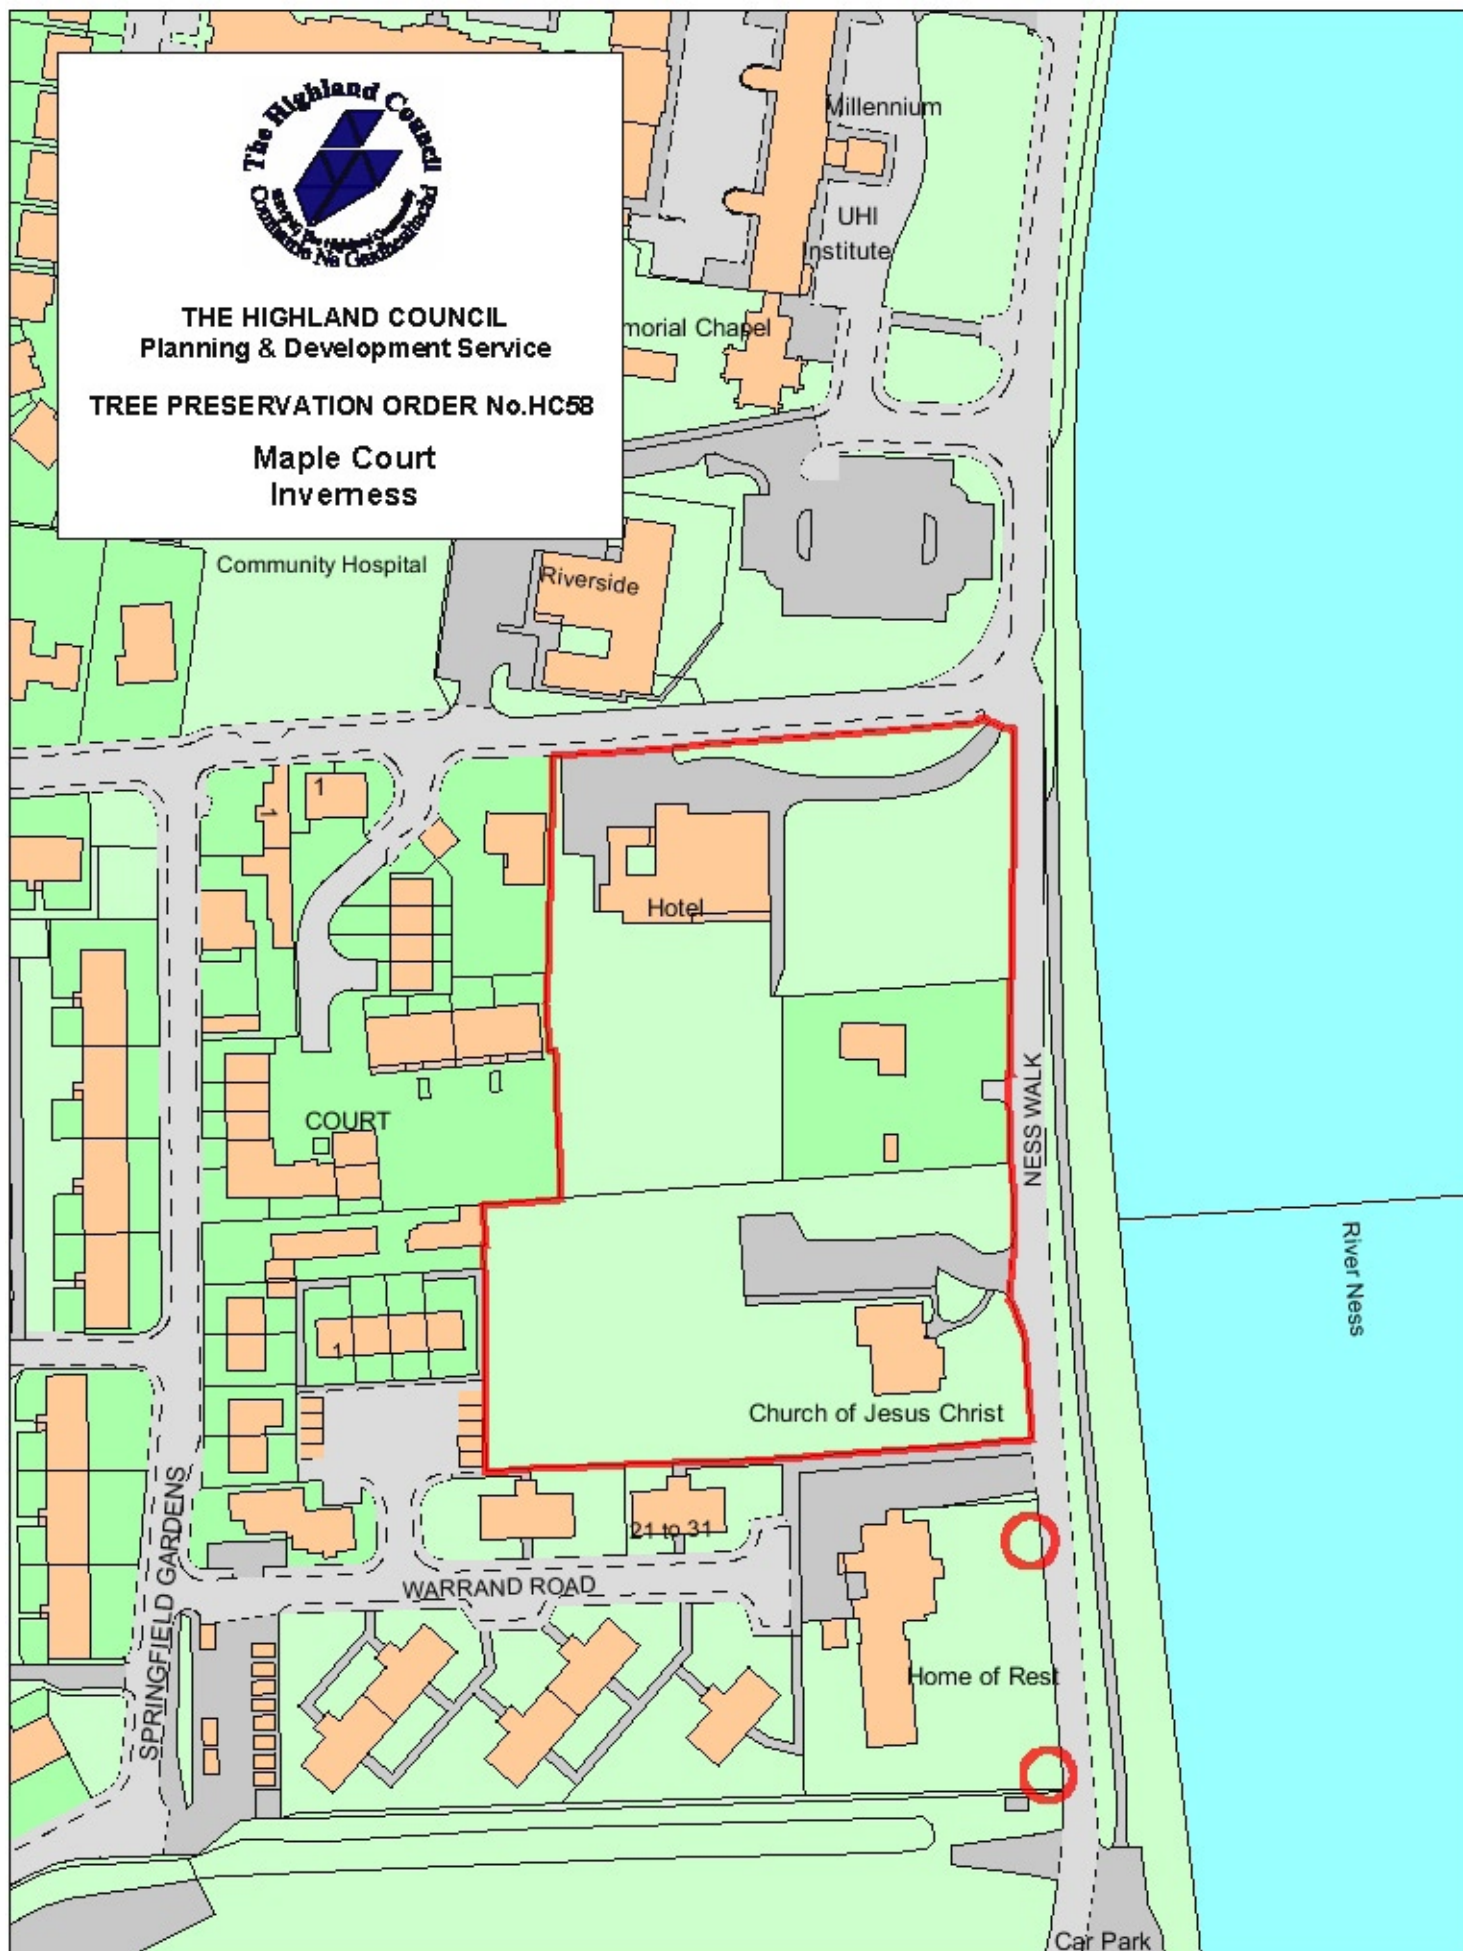 The Highland Council
Comhairle Na Gaidhealtachd
THE HIGHLAND COUNCIL
Planning & Development Service
TREE PRESERVATION ORDER No.HC58
Maple Court
Inverness
Millennium
UHI
Institute
morial Chapel
Community Hospital
Riverside
1
1
Hotel
COURT
NESS WALK
River Ness
1
Church of Jesus Christ
SPRINGFIELD GARDENS
21 to 31
WARRAND ROAD
Home of Rest
Car Park